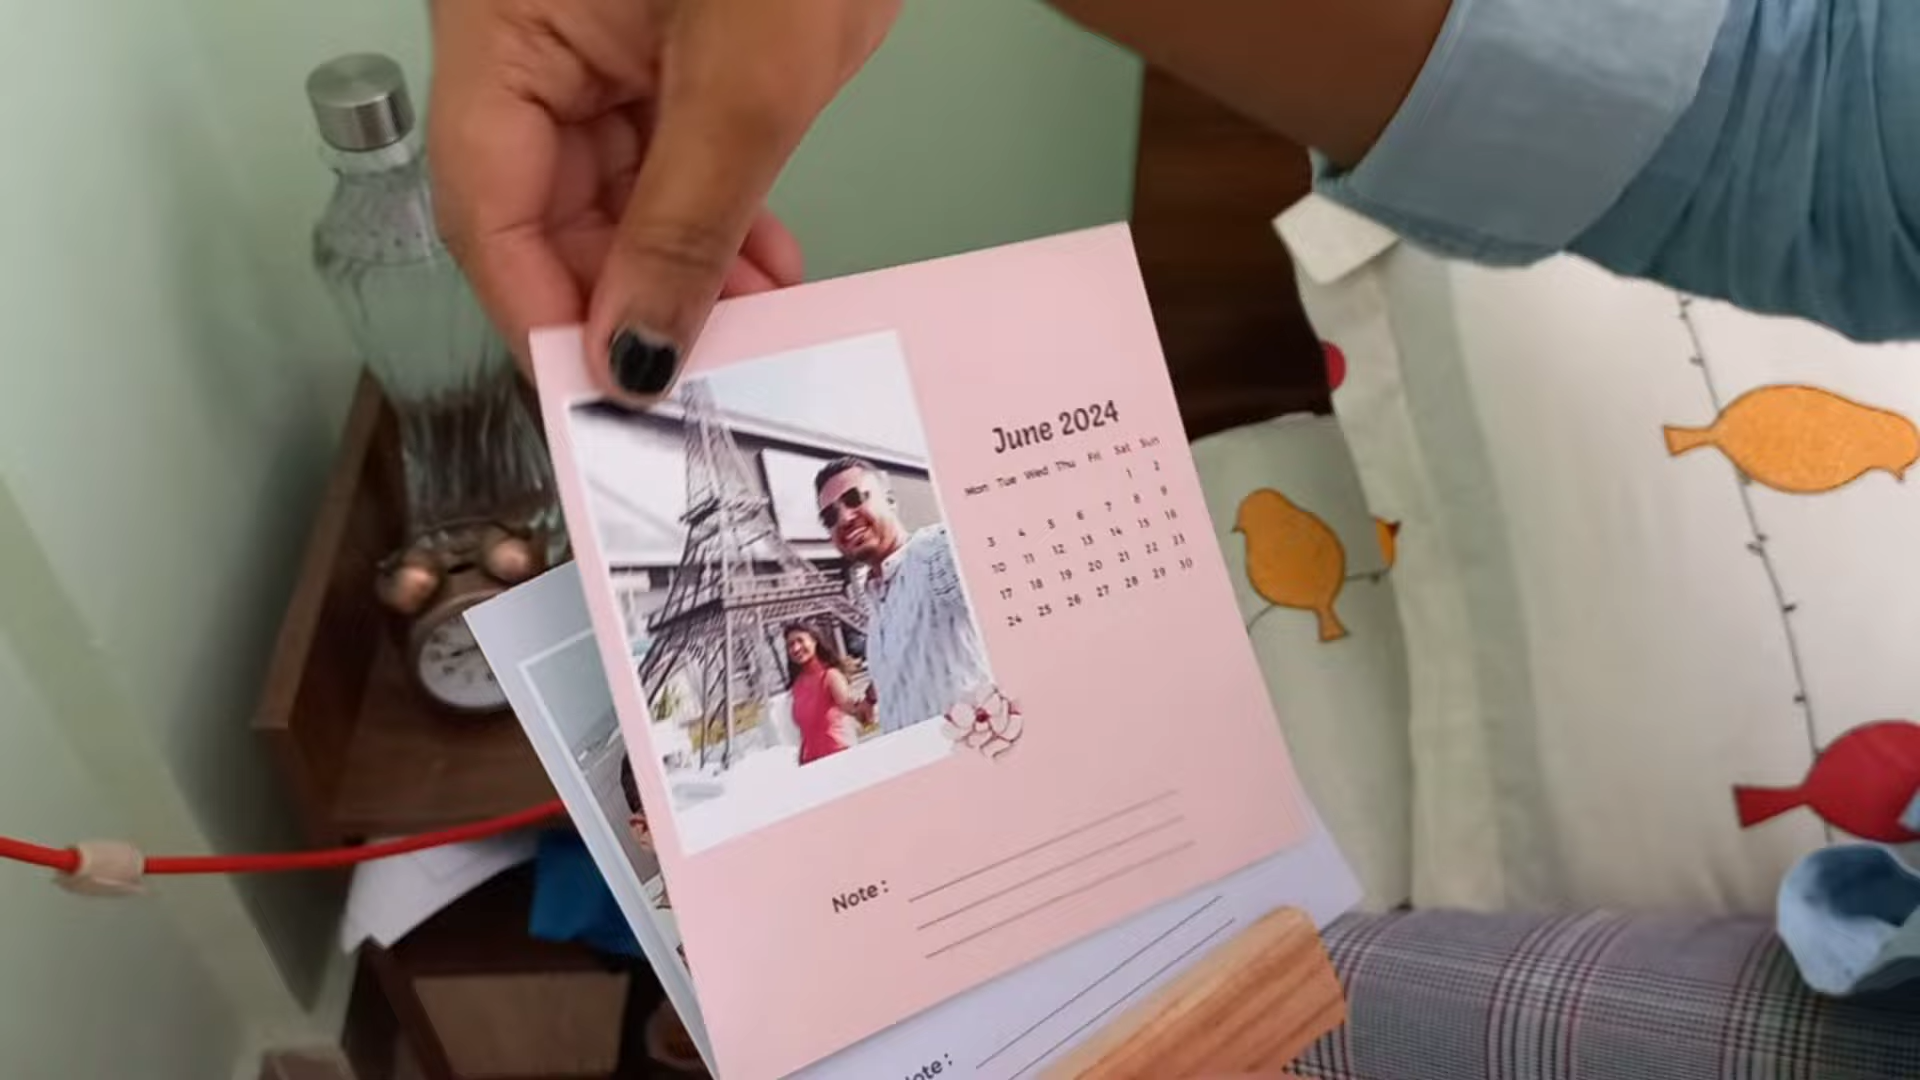 June 2024
Mon Tue Wed Thu Fri Sat Sun
1 2
3 4 5 6 7 8 9
10 11 12 13 14 15 16
17 18 19 20 21 22 23
24 25 26 27 28 29 30
Note :
ote :